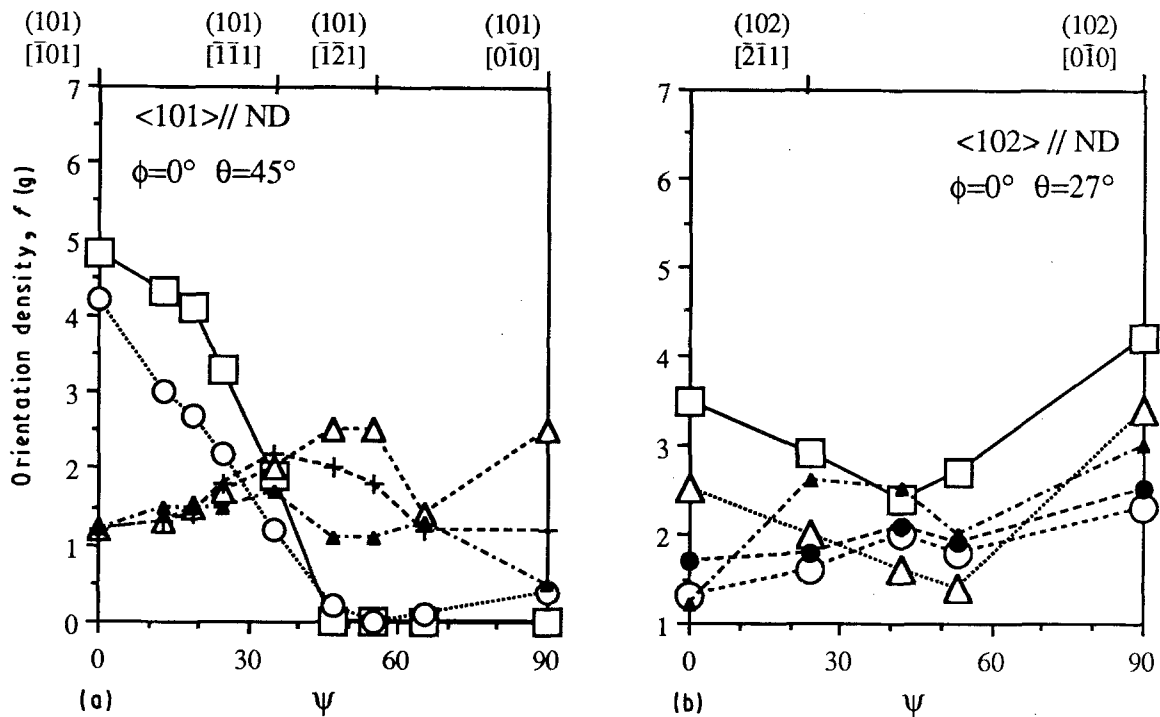 (101) (101) (101) (101)
[1̄01] [1̄1̄1] [1̄2̄1] [01̄0]
7
<101>// ND
6
φ=0° θ=45°
5
4
3
2
1
0
Orientation density, f (g)
0 30 60 90
(a) ψ
(102) (102)
[2̄1̄1] [01̄0]
7
<102> // ND
6
φ=0° θ=27°
5
4
3
2
1
0 30 60 90
(b) ψ